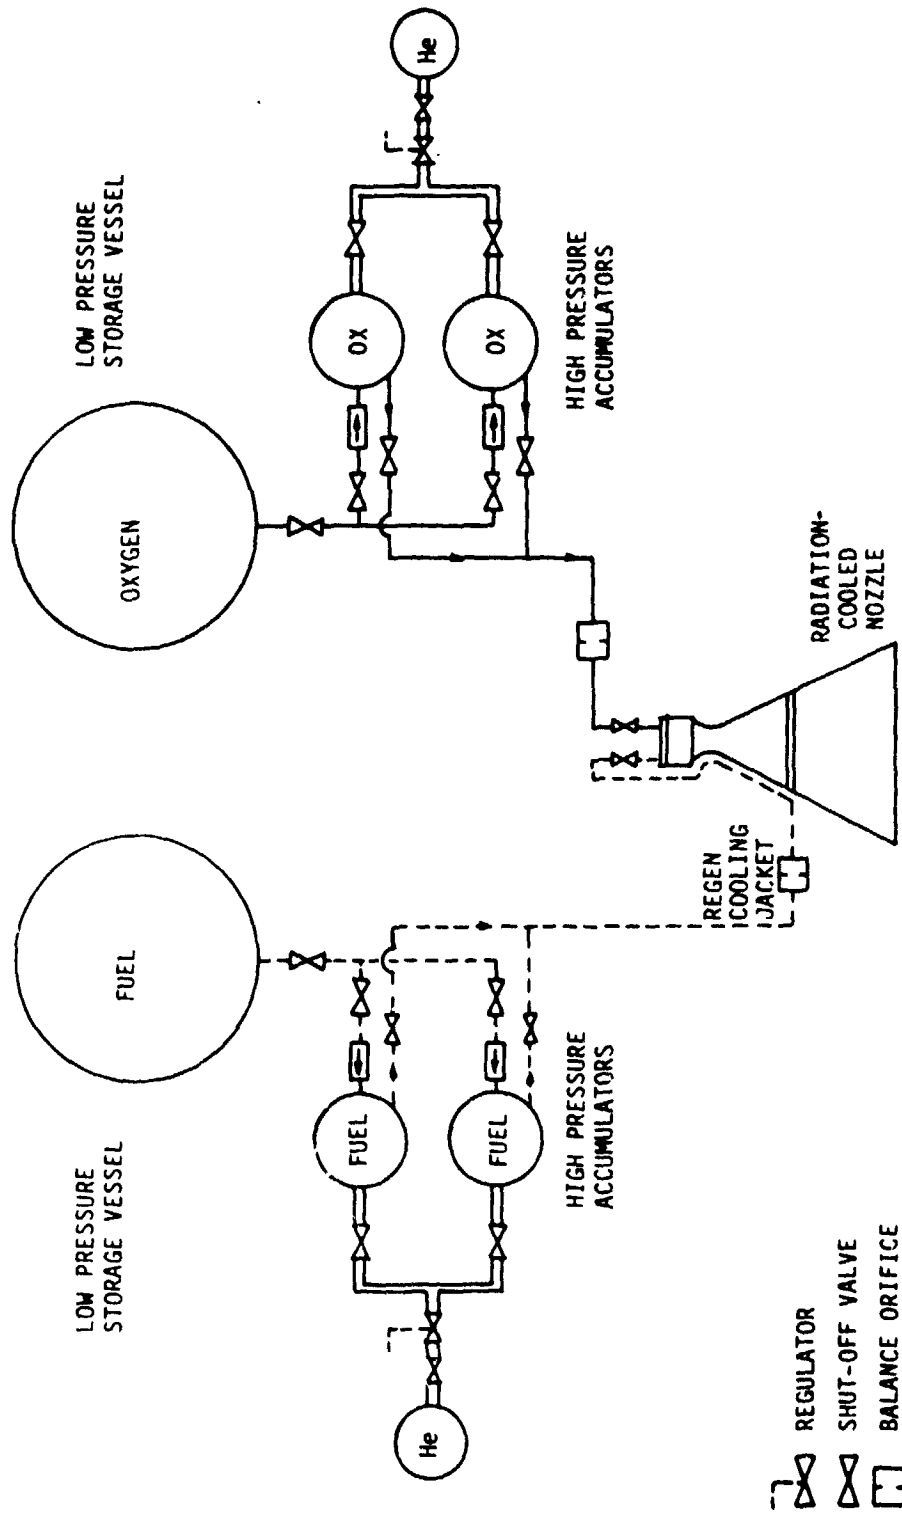 LOW PRESSURE
STORAGE VESSEL
FUEL
OXYGEN
LOW PRESSURE
STORAGE VESSEL
He
FUEL
FUEL
HIGH PRESSURE
ACCUMULATORS
OX
OX
HIGH PRESSURE
ACCUMULATORS
He
REGEN
COOLING
JACKET
RADIATION-
COOLED
NOZZLE
REGULATOR
SHUT-OFF VALVE
BALANCE ORIFICE